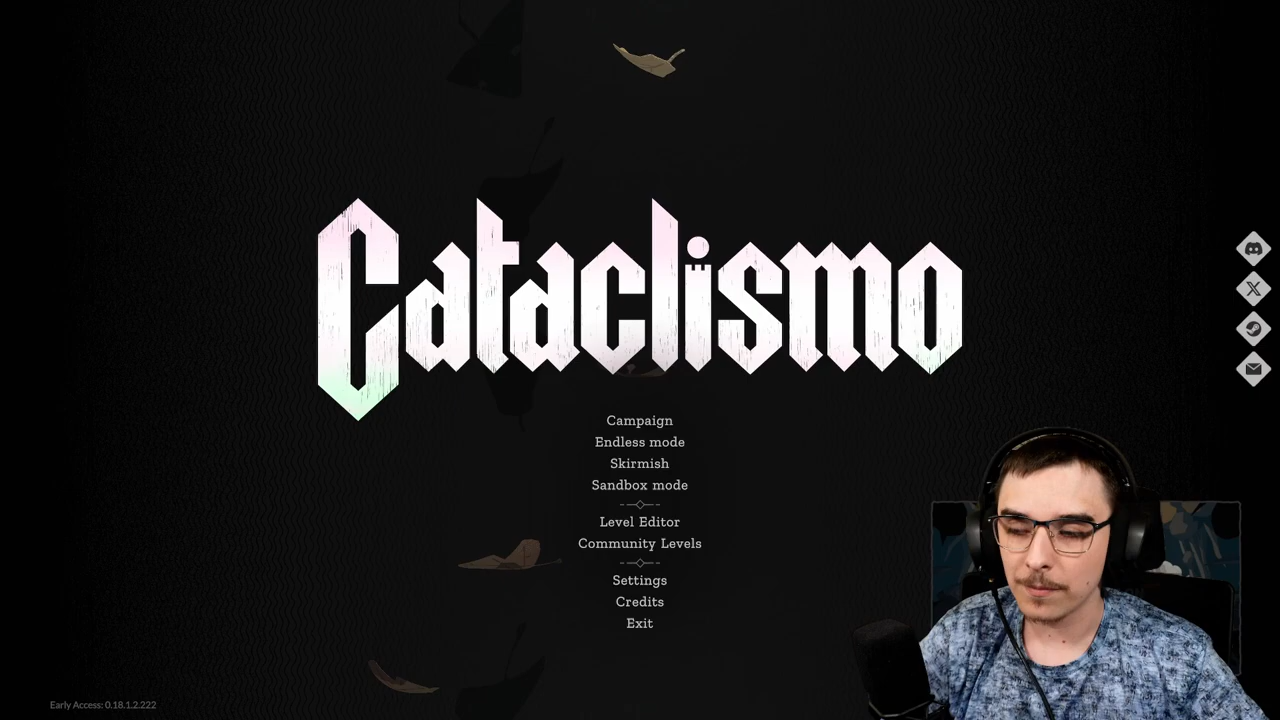 Cataclismo
Campaign
Endless mode
Skirmish
Sandbox mode
Level Editor
Community Levels
Settings
Credits
Exit
Early Access: 0.18.1.2.222